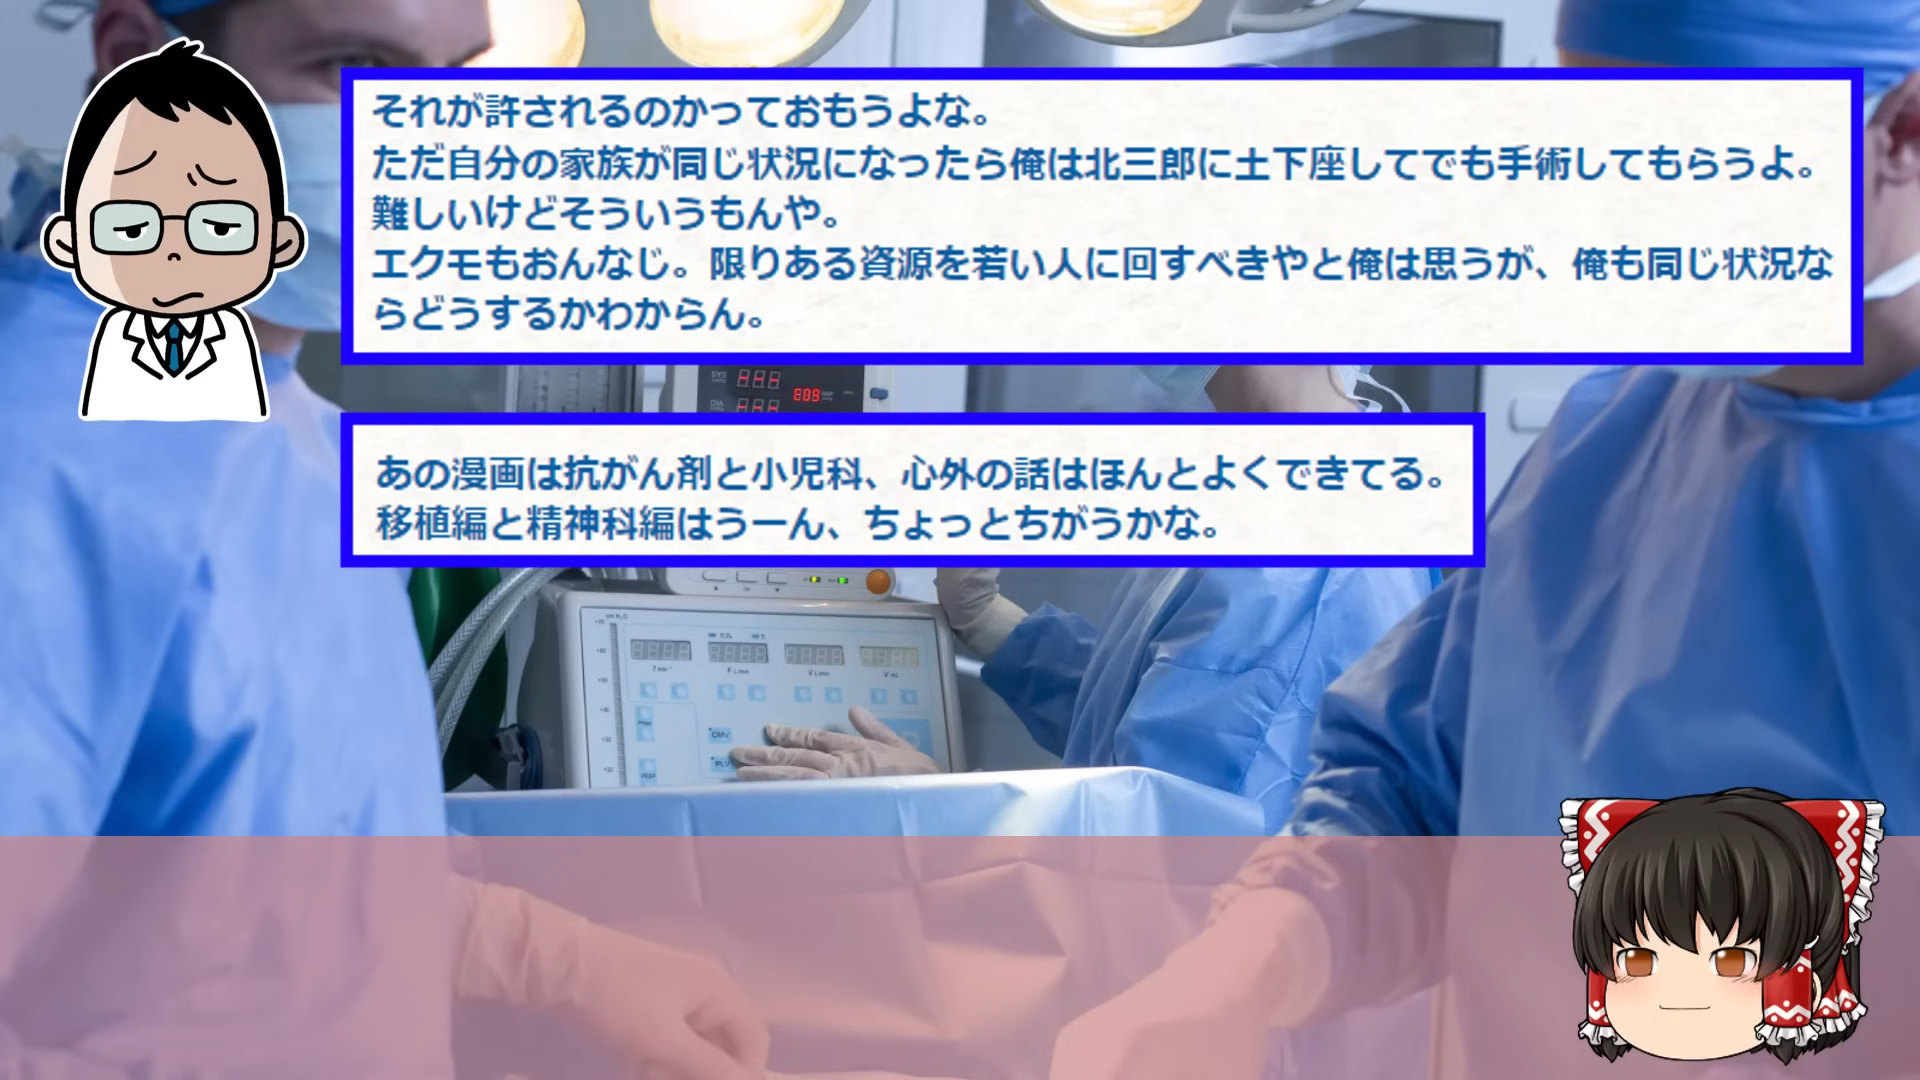 それが許されるのかっておもうよな。
ただ自分の家族が同じ状況になったら俺は北三郎に土下座してでも手術してもらうよ。
難しいけどそういうもんや。
エクモもおんなじ。限りある資源を若い人に回すべきやと俺は思うが、俺も同じ状況な
らどうするかわからん。
SYS
DIA
E09
あの漫画は抗がん剤と小児科、心外の話はほんとよくできてる。
移植編と精神科編はうーん、ちょっとちがうかな。
CMV
PEEP